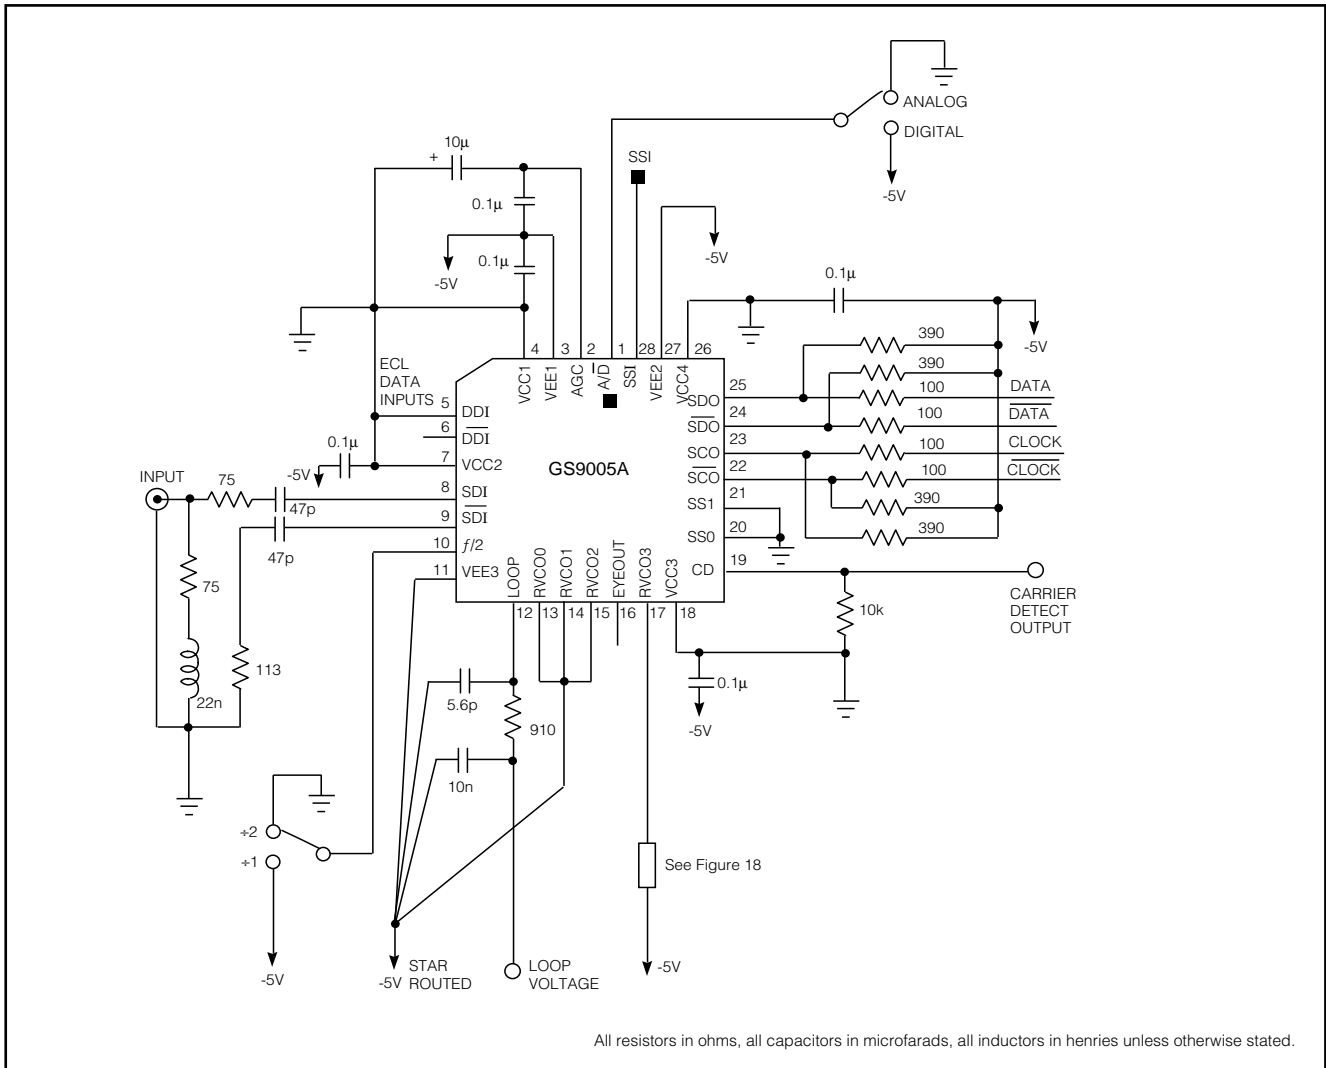 ANALOG
DIGITAL
-5V
10μ
+
SSI
0.1μ
-5V
0.1μ
-5V
0.1μ
-5V
390
390
100
DATA
100
DATA
100
CLOCK
100
CLOCK
390
390
ECL
DATA
INPUTS
4
3
2
1
28
27
26
VCC1
VEE1
AGC
A/D
SSI
VEE2
VCC4
5
DDI
6
DDI
7
VCC2
8
SDI
9
SDI
10
ƒ/2
11
VEE3
GS9005A
25
SDO
24
SDO
23
SCO
22
SCO
21
SS1
20
SS0
19
CD
LOOP
RVCO0
RVCO1
RVCO2
EYEOUT
RVCO3
VCC3
12
13
14
15
16
17
18
0.1μ
-5V
INPUT
75
47p
47p
75
113
22n
CARRIER
DETECT
OUTPUT
10k
0.1μ
-5V
5.6p
910
10n
÷2
÷1
-5V
-5V
STAR
ROUTED
LOOP
VOLTAGE
See Figure 18
-5V
All resistors in ohms, all capacitors in microfarads, all inductors in henries unless otherwise stated.